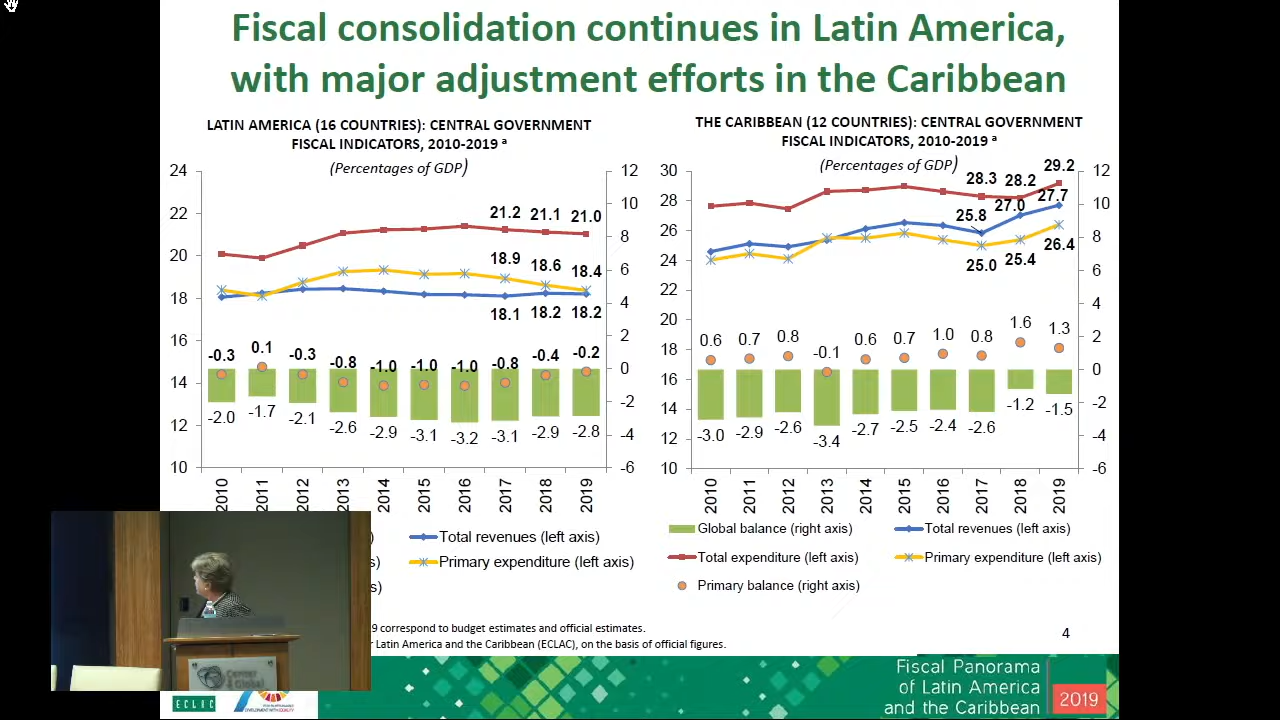 Fiscal consolidation continues in Latin America,
with major adjustment efforts in the Caribbean
LATIN AMERICA (16 COUNTRIES): CENTRAL GOVERNMENT
FISCAL INDICATORS, 2010-2019 ª
(Percentages of GDP)
24
22
20
18
16
14
12
10
12
10
8
6
4
2
0
-2
-4
-6
21.2 21.1 21.0
18.9 18.6 18.4
18.1 18.2 18.2
-0.3 0.1 -0.3 -0.8 -1.0 -1.0 -1.0 -0.8 -0.4 -0.2
-2.0 -1.7 -2.1 -2.6 -2.9 -3.1 -3.2 -3.1 -2.9 -2.8
2010 2011 2012 2013 2014 2015 2016 2017 2018 2019
)
Total revenues (left axis)
s)
Primary expenditure (left axis)
s)
THE CARIBBEAN (12 COUNTRIES): CENTRAL GOVERNMENT
FISCAL INDICATORS, 2010-2019 ª
(Percentages of GDP)
30
28
26
24
22
20
18
16
14
12
10
12
10
8
6
4
2
0
-2
-4
-6
28.3 28.2 29.2
25.8 27.0 27.7
25.0 25.4 26.4
0.6 0.7 0.8 -0.1 0.6 0.7 1.0 0.8 1.6 1.3
-3.0 -2.9 -2.6 -3.4 -2.7 -2.5 -2.4 -2.6 -1.2 -1.5
2010 2011 2012 2013 2014 2015 2016 2017 2018 2019
Global balance (right axis)
Total revenues (left axis)
Total expenditure (left axis)
Primary expenditure (left axis)
Primary balance (right axis)
9 correspond to budget estimates and official estimates.
r Latin America and the Caribbean (ECLAC), on the basis of official figures.
4
Center
Global
ECLAC
Fiscal Panorama
of Latin America
and the Caribbean
2019